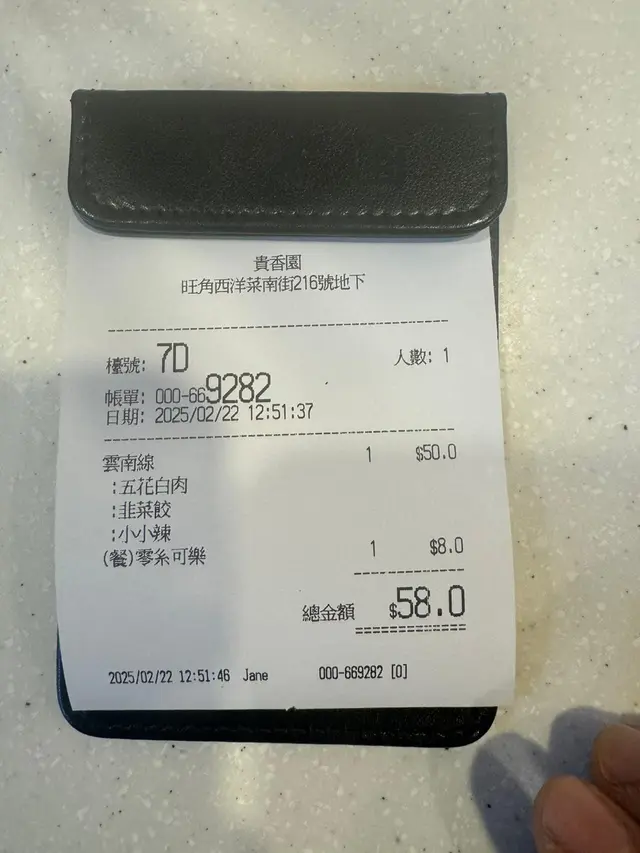 貴香園
旺角西洋菜南街216號地下
檯號: 7D 人數: 1
帳單: 000-669282
日期: 2025/02/22 12:51:37
雲南線 1 $50.0
:五花白肉
:韭菜餃
:小小辣
(餐)零系可樂 1 $8.0
總金額 $58.0
2025/02/22 12:51:46 Jane 000-669282 [0]